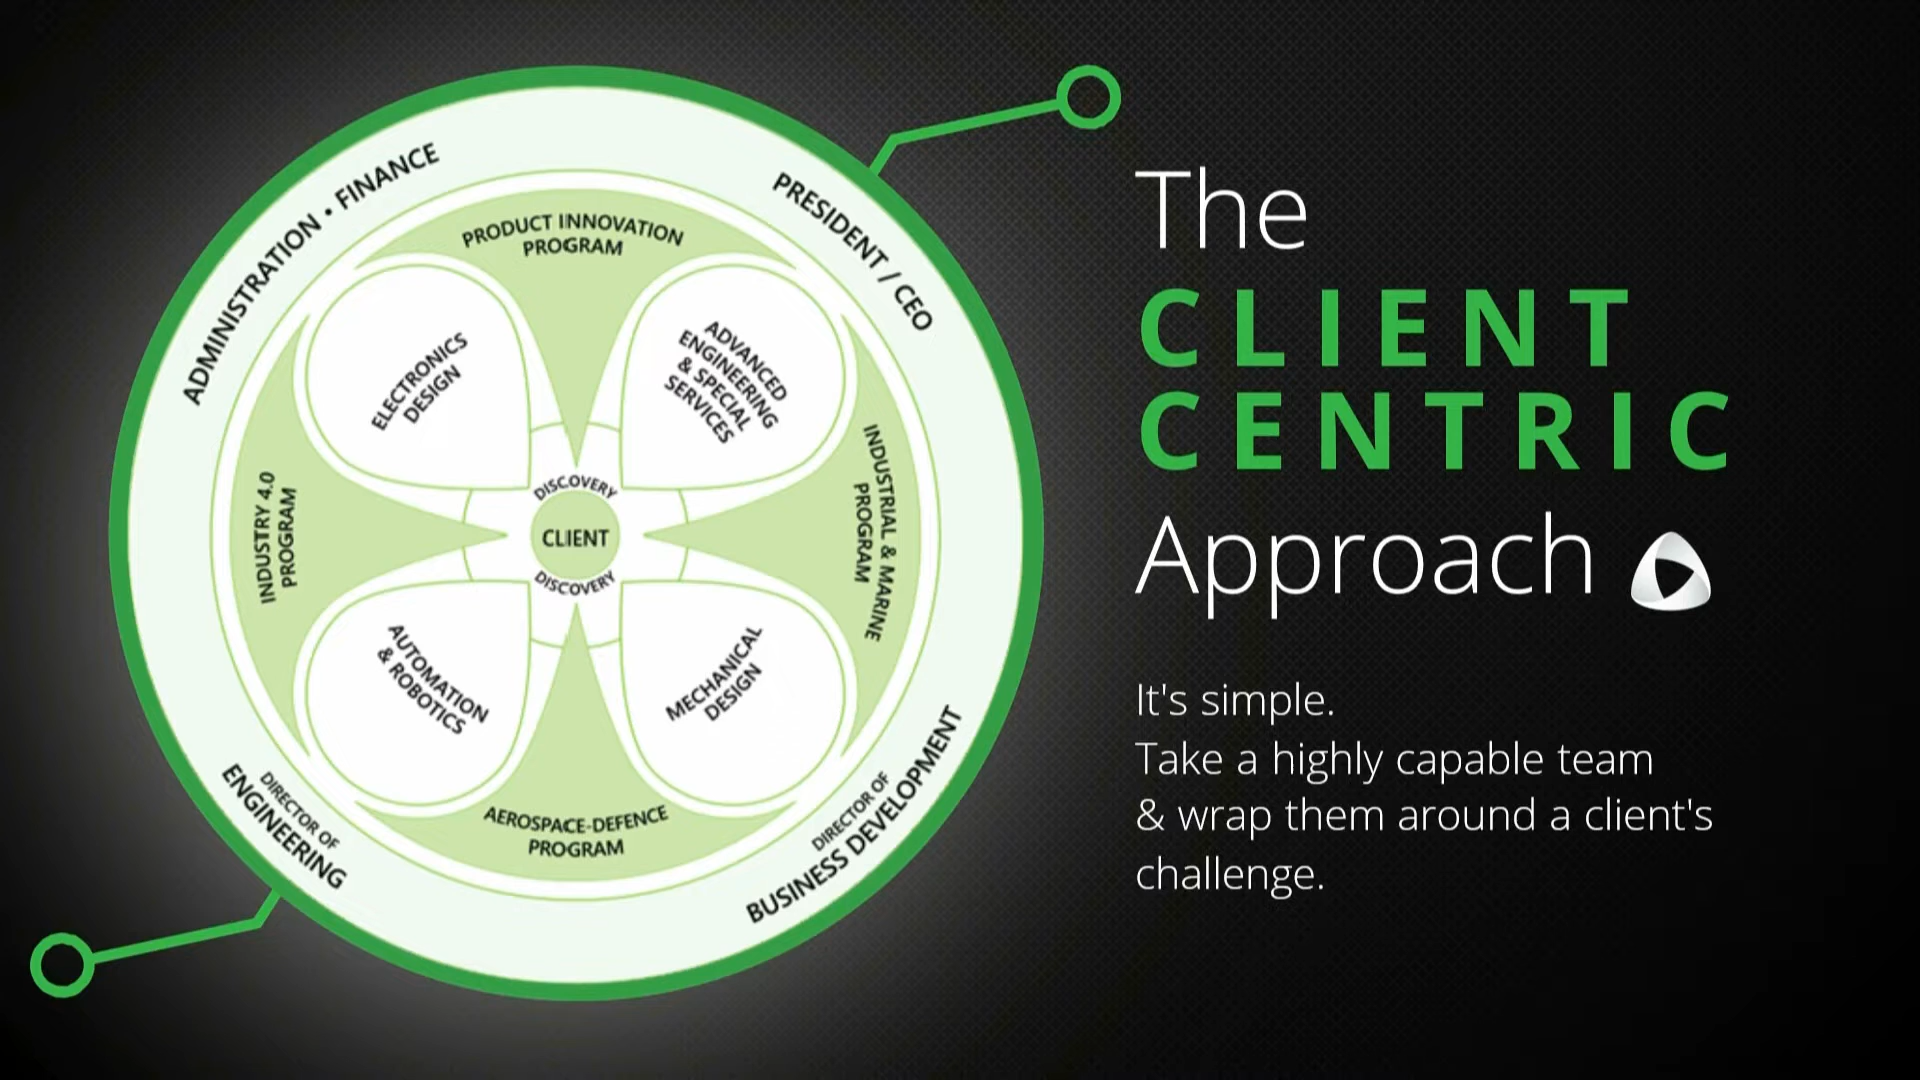 ADMINISTRATION • FINANCE
PRESIDENT / CEO
PRODUCT INNOVATION
PROGRAM
ELECTRONICS
DESIGN
ADVANCED
ENGINEERING
& SPECIAL
SERVICES
INDUSTRY 4.0
PROGRAM
DISCOVERY
CLIENT
DISCOVERY
INDUSTRIAL & MARINE
PROGRAM
AUTOMATION
& ROBOTICS
MECHANICAL
DESIGN
AEROSPACE-DEFENCE
PROGRAM
DIRECTOR OF
ENGINEERING
DIRECTOR OF
BUSINESS DEVELOPMENT
The
CLIENT
CENTRIC
Approach
It's simple.
Take a highly capable team
& wrap them around a client's
challenge.